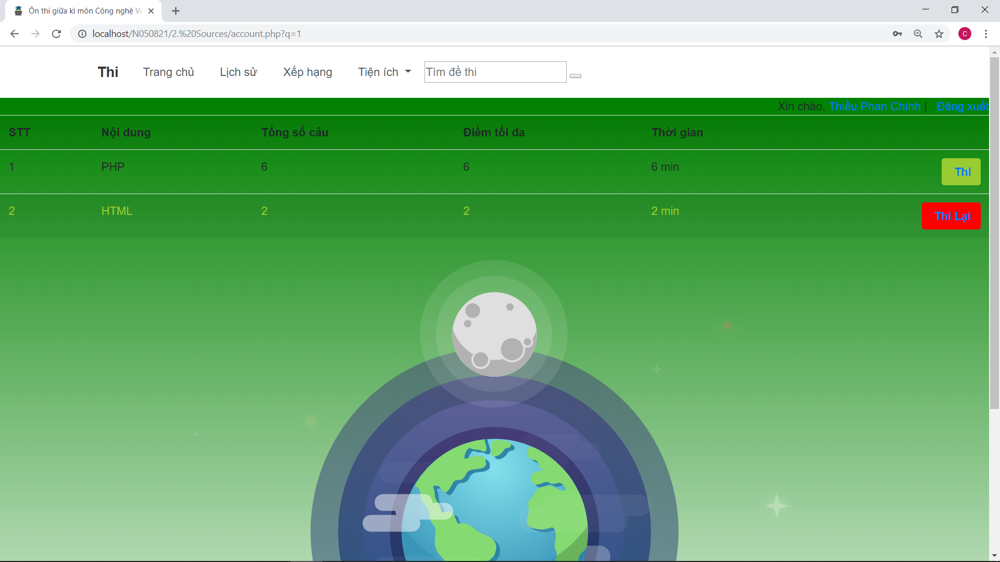 Ôn thi giữa kì môn Công nghệ W
localhost/N050821/2.%20Sources/account.php?q=1
C
Thi Trang chủ Lịch sử Xếp hạng Tiện ích Tìm đề thi
Xin chào, Thiều Phan Chính | Đăng xuất
STT Nội dung Tổng số câu Điểm tối đa Thời gian
1 PHP 6 6 6 min Thi
2 HTML 2 2 2 min Thi Lại